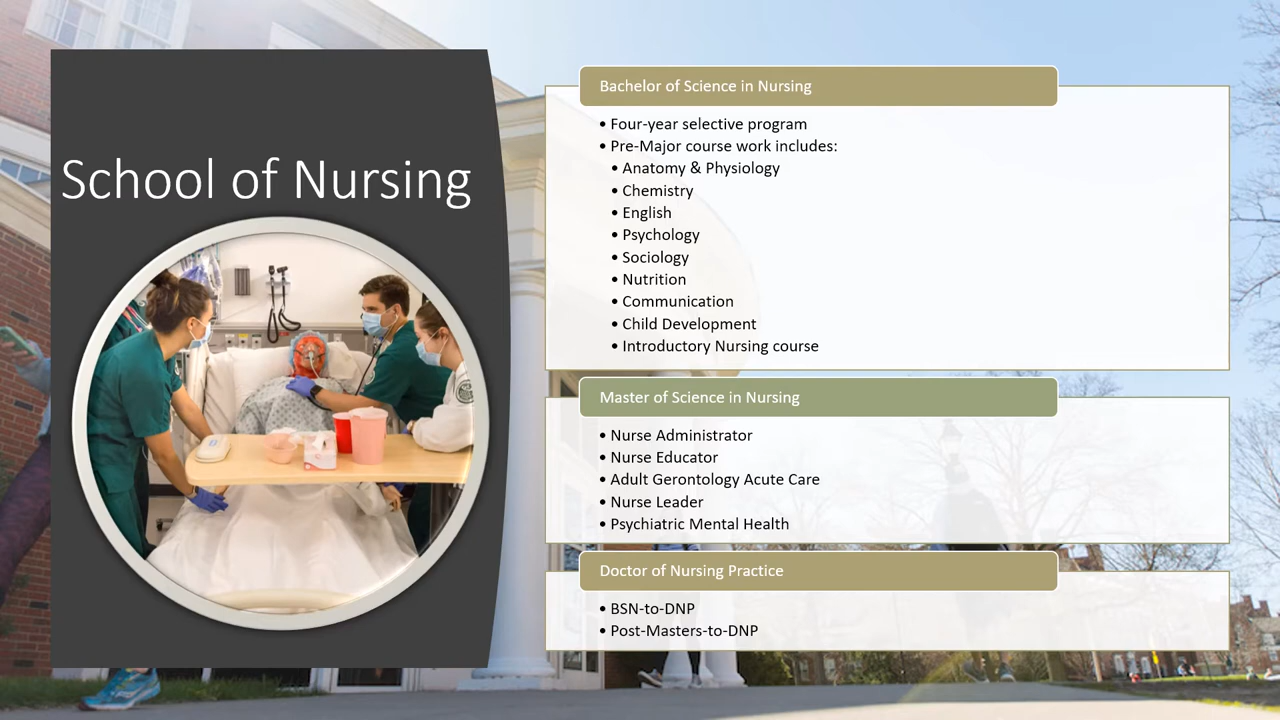 School of Nursing
Bachelor of Science in Nursing
• Four-year selective program
• Pre-Major course work includes:
• Anatomy & Physiology
• Chemistry
• English
• Psychology
• Sociology
• Nutrition
• Communication
• Child Development
• Introductory Nursing course
Master of Science in Nursing
• Nurse Administrator
• Nurse Educator
• Adult Gerontology Acute Care
• Nurse Leader
• Psychiatric Mental Health
Doctor of Nursing Practice
• BSN-to-DNP
• Post-Masters-to-DNP